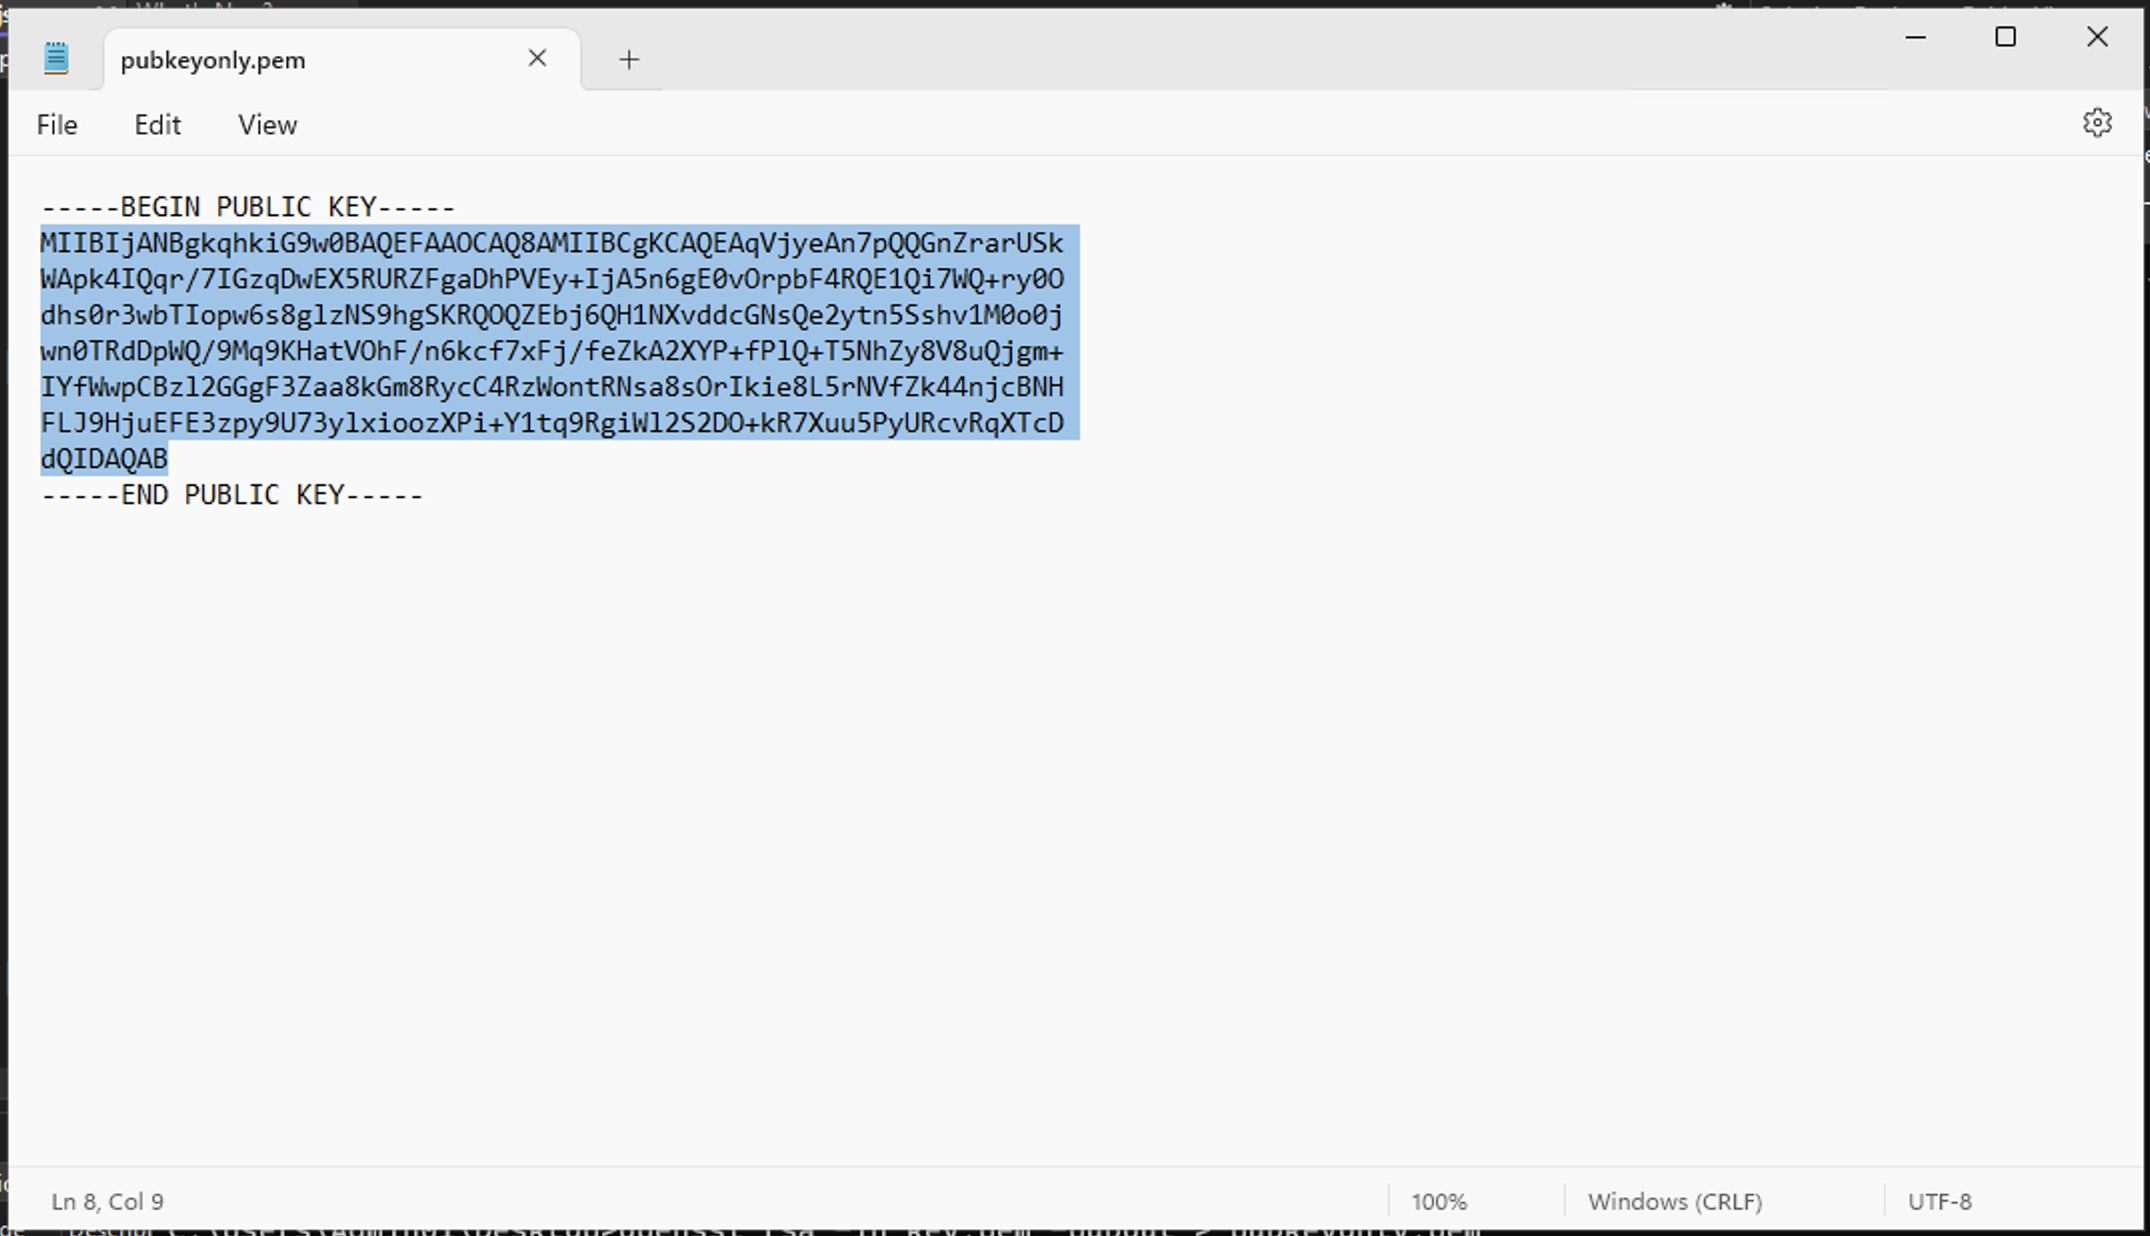 pubkeyonly.pem
File Edit View
-----BEGIN PUBLIC KEY-----
MIIBIjANBgkqhkiG9w0BAQEFAAOCAQ8AMIIBCgKCAQEAqVjyeAn7pQQGnZrarUSk
WApk4IQqr/7IGzqDwEX5RURZFgaDhPVEy+IjA5n6gE0vOrpbF4RQE1Qi7WQ+ry0O
dhs0r3wbTIopw6s8glzNS9hgSKRQOQZEbj6QH1NXvddcGNsQe2ytn5Sshv1M0o0j
wn0TRdDpWQ/9Mq9KHatVOhF/n6kcf7xFj/feZkA2XYP+fPlQ+T5NhZy8V8uQjgm+
IYfWwpCBzl2GGgF3Zaa8kGm8RycC4RzWontRNsa8sOrIkie8L5rNVfZk44njcBNH
FLJ9HjuEFE3zpy9U73ylxioozXPi+Y1tq9RgiWl2S2DO+kR7Xuu5PyURcvRqXTcD
dQIDAQAB
-----END PUBLIC KEY-----
Ln 8, Col 9 100% Windows (CRLF) UTF-8